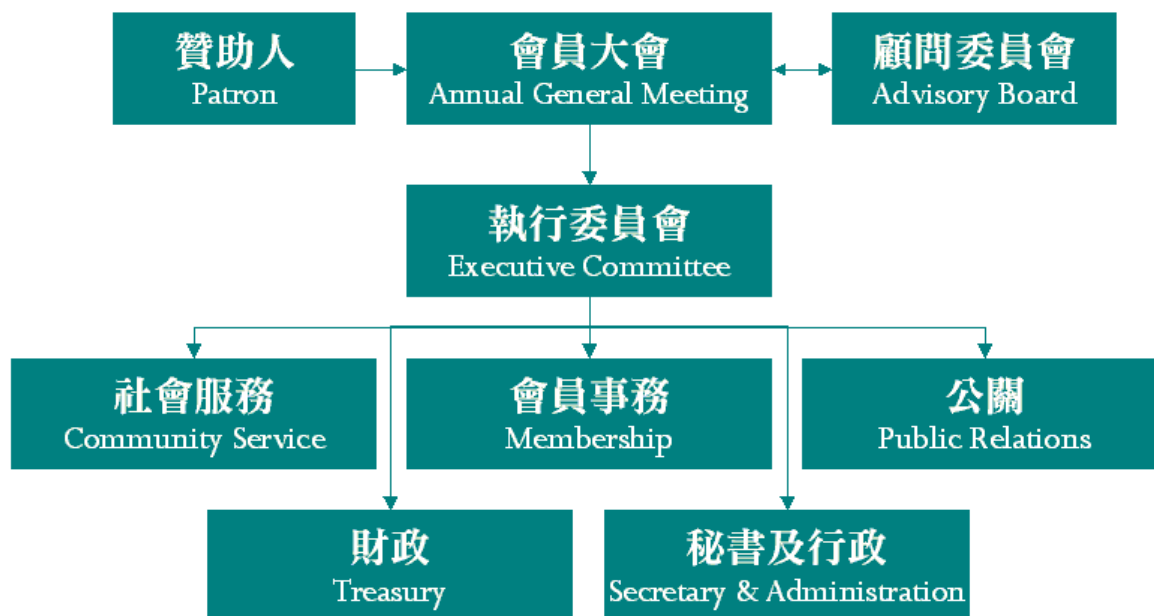 贊助人
Patron
會員大會
Annual General Meeting
顧問委員會
Advisory Board
執行委員會
Executive Committee
社會服務
Community Service
會員事務
Membership
公關
Public Relations
財政
Treasury
秘書及行政
Secretary & Administration